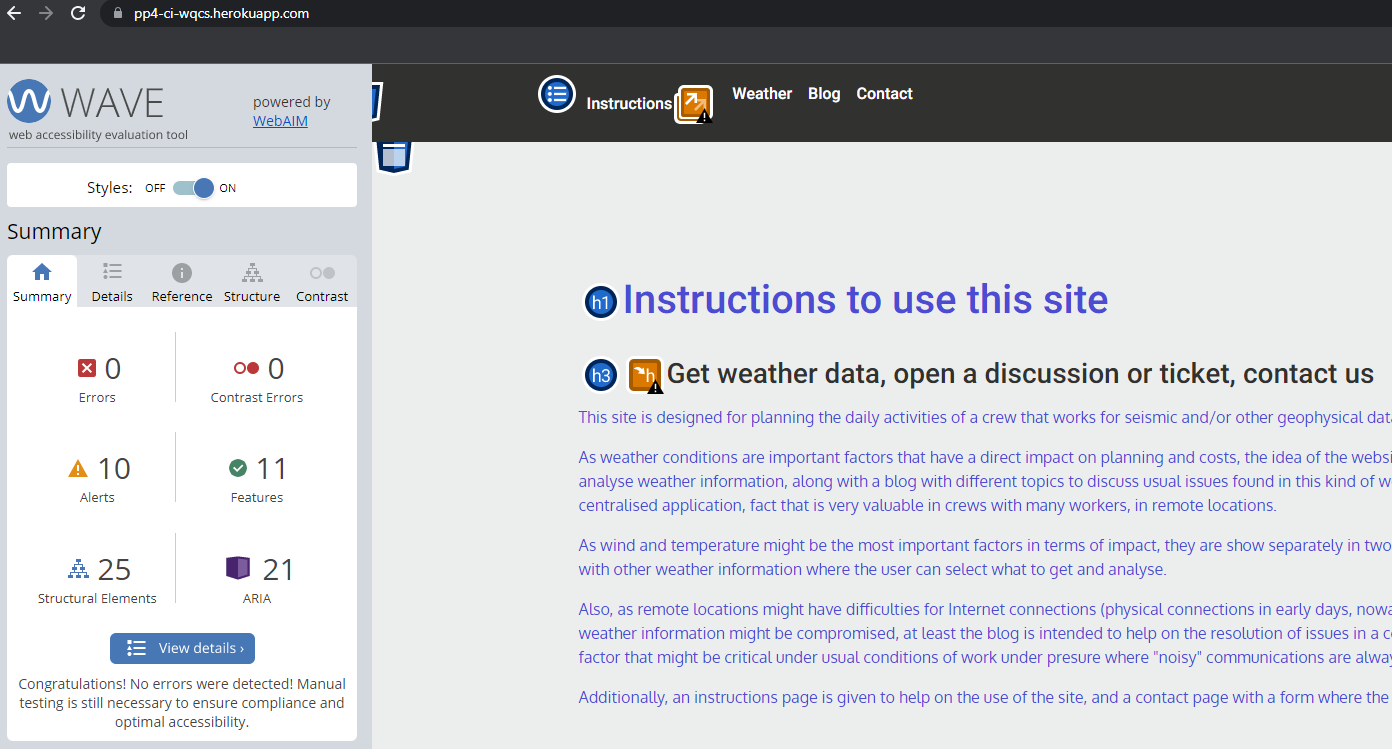 pp4-ci-wqcs.herokuapp.com
WAVE
web accessibility evaluation tool
powered by
WebAIM
Styles: OFF ON
Summary
Summary Details Reference Structure Contrast
0 0
Errors Contrast Errors
10 11
Alerts Features
25 21
Structural Elements ARIA
View details ›
Congratulations! No errors were detected! Manual
testing is still necessary to ensure compliance and
optimal accessibility.
Instructions Weather Blog Contact
h1 Instructions to use this site
h3 h Get weather data, open a discussion or ticket, contact us
This site is designed for planning the daily activities of a crew that works for seismic and/or other geophysical
As weather conditions are important factors that have a direct impact on planning and costs, the idea of the
analyse weather information, along with a blog with different topics to discuss usual issues found in this kind of
centralised application, fact that is very valuable in crews with many workers, in remote locations.
As wind and temperature might be the most important factors in terms of impact, they are show separately in two
with other weather information where the user can select what to get and analyse.
Also, as remote locations might have difficulties for Internet connections (physical connections in early days,
weather information might be compromised, at least the blog is intended to help on the resolution of issues in a
factor that might be critical under usual conditions of work under presure where "noisy" communications are
Additionally, an instructions page is given to help on the use of the site, and a contact page with a form where the